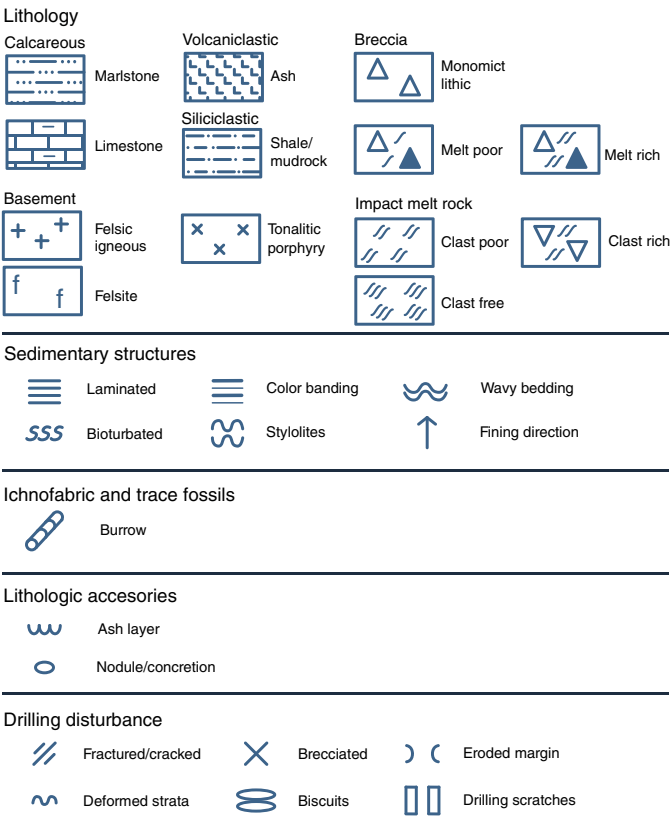 Lithology
Calcareous
Volcaniclastic
Breccia
Marlstone
Ash
Monomict
lithic
Siliciclastic
Limestone
Shale/
mudrock
Melt poor
Melt rich
Basement
Impact melt rock
Felsic
igneous
Tonalitic
porphyry
Clast poor
Clast rich
f
f
Felsite
Clast free
Sedimentary structures
Laminated
Color banding
Wavy bedding
Bioturbated
Stylolites
Fining direction
Ichnofabric and trace fossils
Burrow
Lithologic accesories
Ash layer
Nodule/concretion
Drilling disturbance
Fractured/cracked
Brecciated
Eroded margin
Deformed strata
Biscuits
Drilling scratches